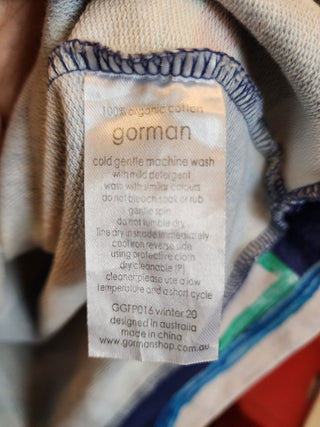 100% organic cotton
gorman
cold gentle machine wash
with mild detergent
wash with similar colours
do not bleach soak or rub
gentle spin
do not tumble dry
line dry in shade immediately
cool iron reverse side
using protective cloth
dry cleanable (P)
cleaner please use a low
temperature and a short cycle
GGFP016 winter 20
designed in australia
made in china
www.gormanshop.com.au